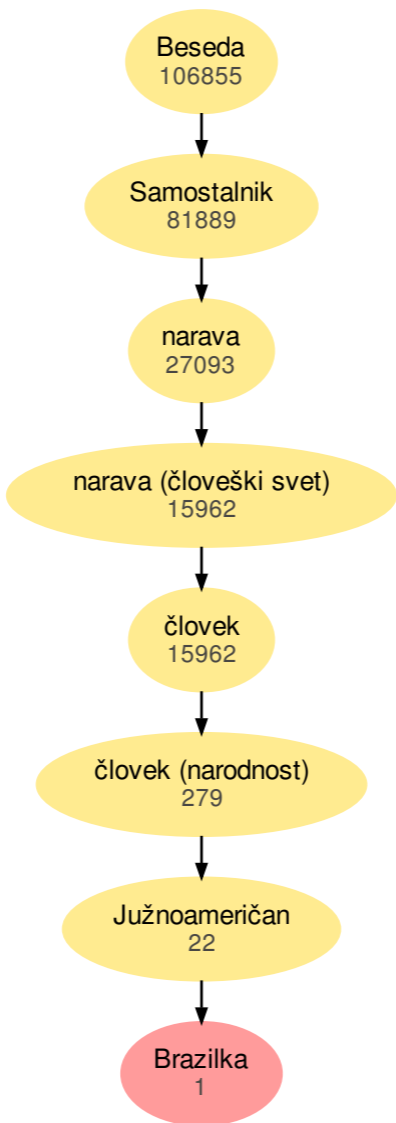 Beseda
106855
Samostalnik
81889
narava
27093
narava (človeški svet)
15962
človek
15962
človek (narodnost)
279
Južnoameričan
22
Brazilka
1